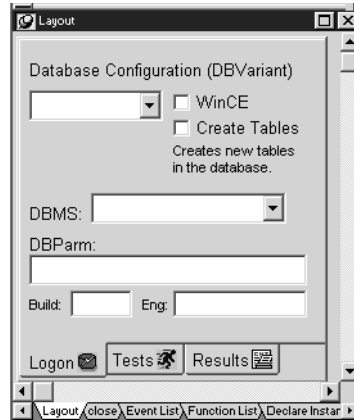 Layout
Database Configuration (DBVariant)
WinCE
Create Tables
Creates new tables
in the database.
DBMS:
DBParm:
Build: Eng:
Logon Tests Results
Layout close Event List Function List Declare Instar